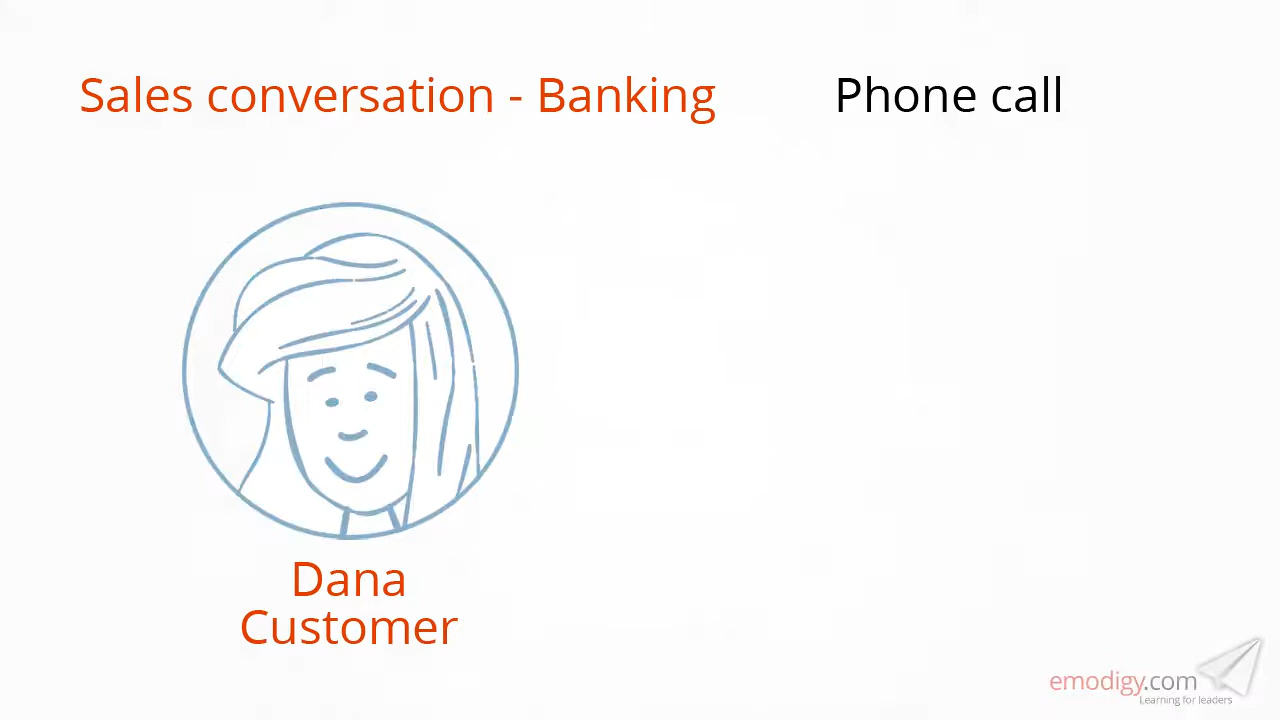 Sales conversation - Banking
Phone call
Dana
Customer
emodigy.com
Learning for leaders